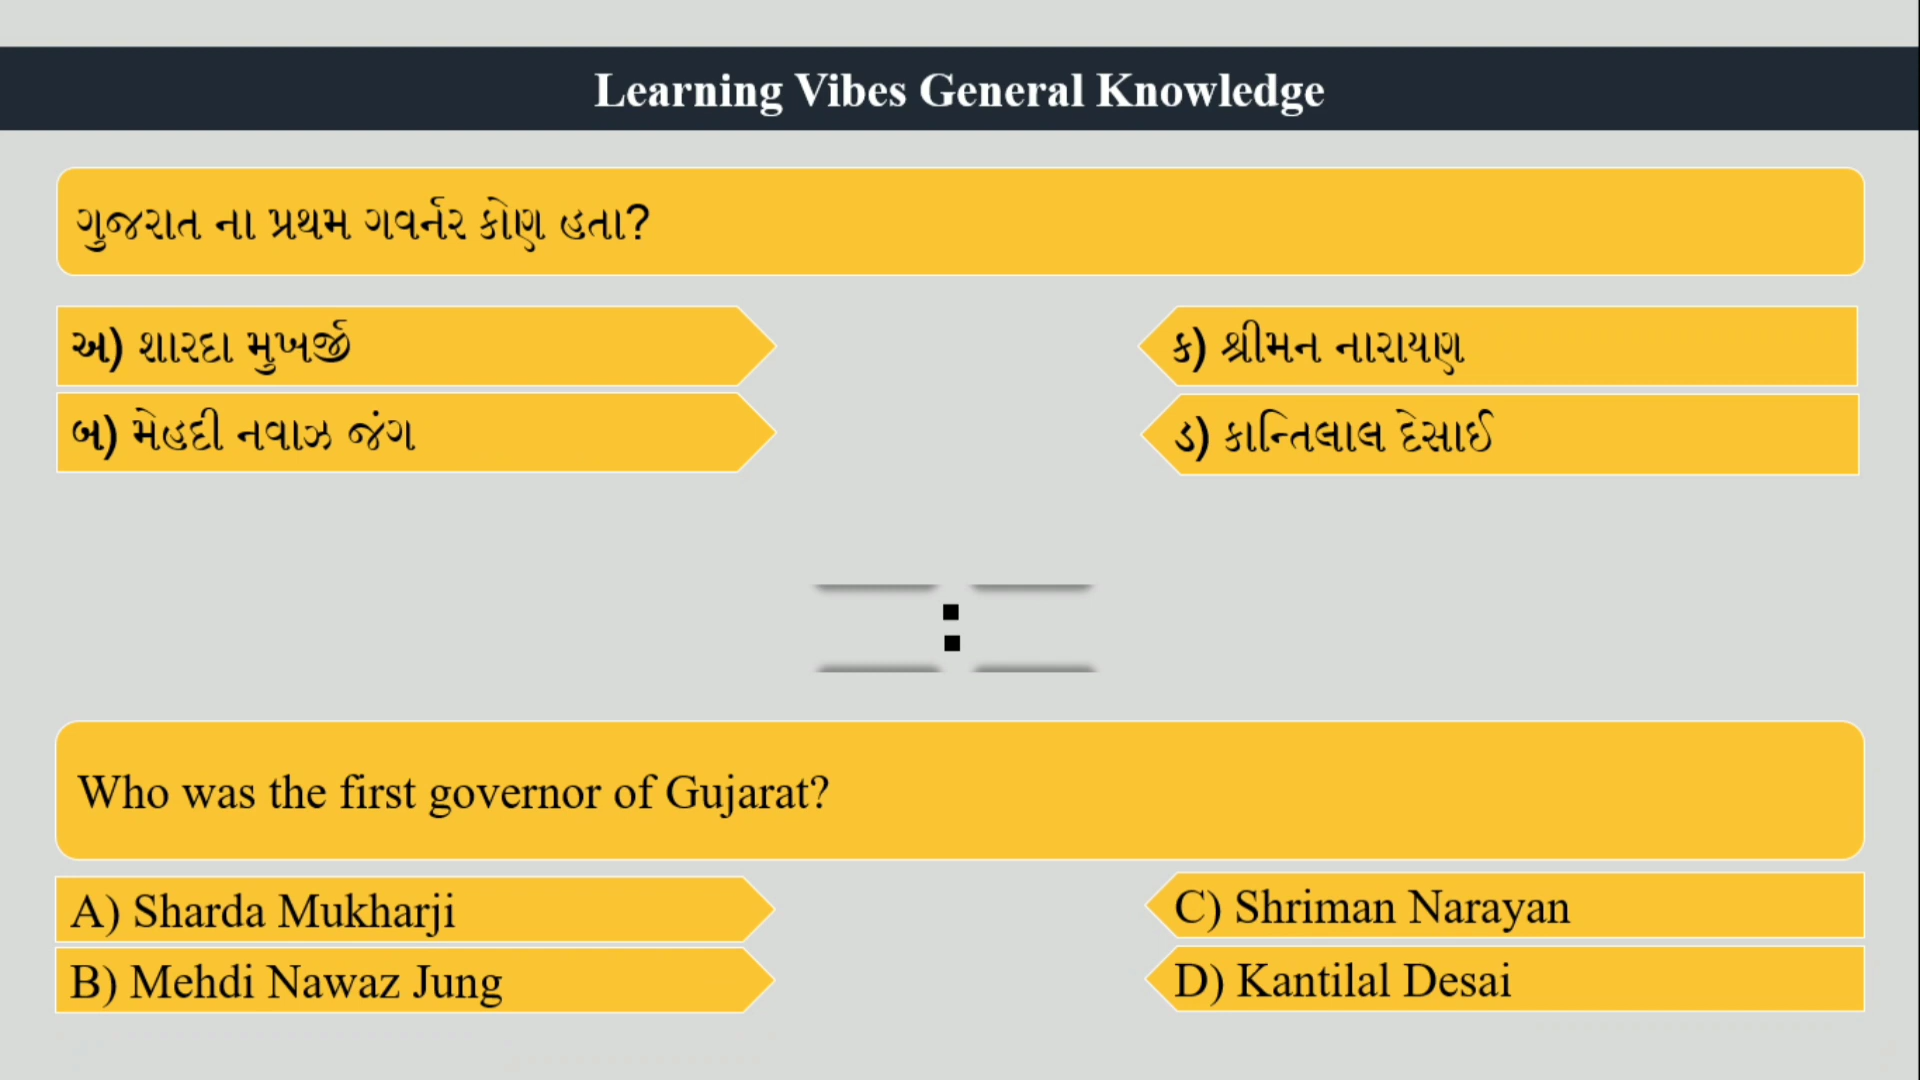 Learning Vibes General Knowledge
ગુજરાત ના પ્રથમ ગવર્નર કોણ હતા?
અ) શારદા મુખર્જી
બ) મેહદી નવાઝ જંગ
ક) શ્રીમન નારાયણ
ડ) કાન્તિલાલ દેસાઈ
:
Who was the first governor of Gujarat?
A) Sharda Mukharji
B) Mehdi Nawaz Jung
C) Shriman Narayan
D) Kantilal Desai